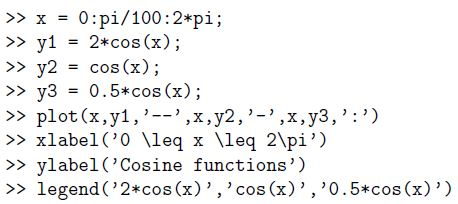 >> x = 0:pi/100:2*pi;
>> y1 = 2*cos(x);
>> y2 = cos(x);
>> y3 = 0.5*cos(x);
>> plot(x,y1,’--’,x,y2,’-’,x,y3,’:’)
>> xlabel(’0 \leq x \leq 2\pi’)
>> ylabel(’Cosine functions’)
>> legend(’2*cos(x)’,’cos(x)’,’0.5*cos(x)’)